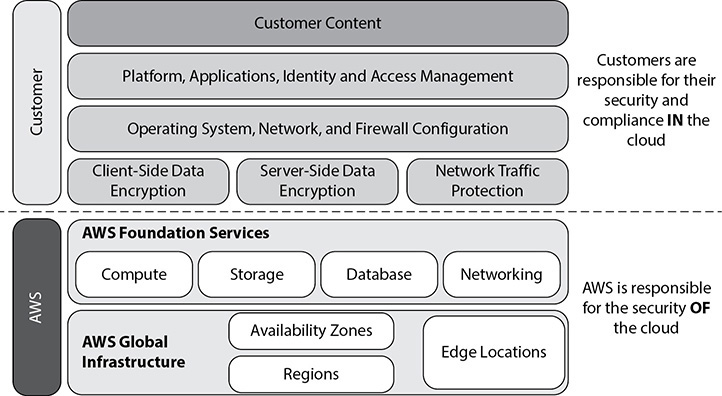 Customer
Customer Content
Platform, Applications, Identity and Access Management
Operating System, Network, and Firewall Configuration
Client-Side Data
Encryption
Server-Side Data
Encryption
Network Traffic
Protection
Customers are
responsible for their
security and
compliance IN the
cloud
AWS
AWS Foundation Services
Compute
Storage
Database
Networking
AWS Global
Infrastructure
Availability Zones
Regions
Edge Locations
AWS is responsible
for the security OF
the cloud